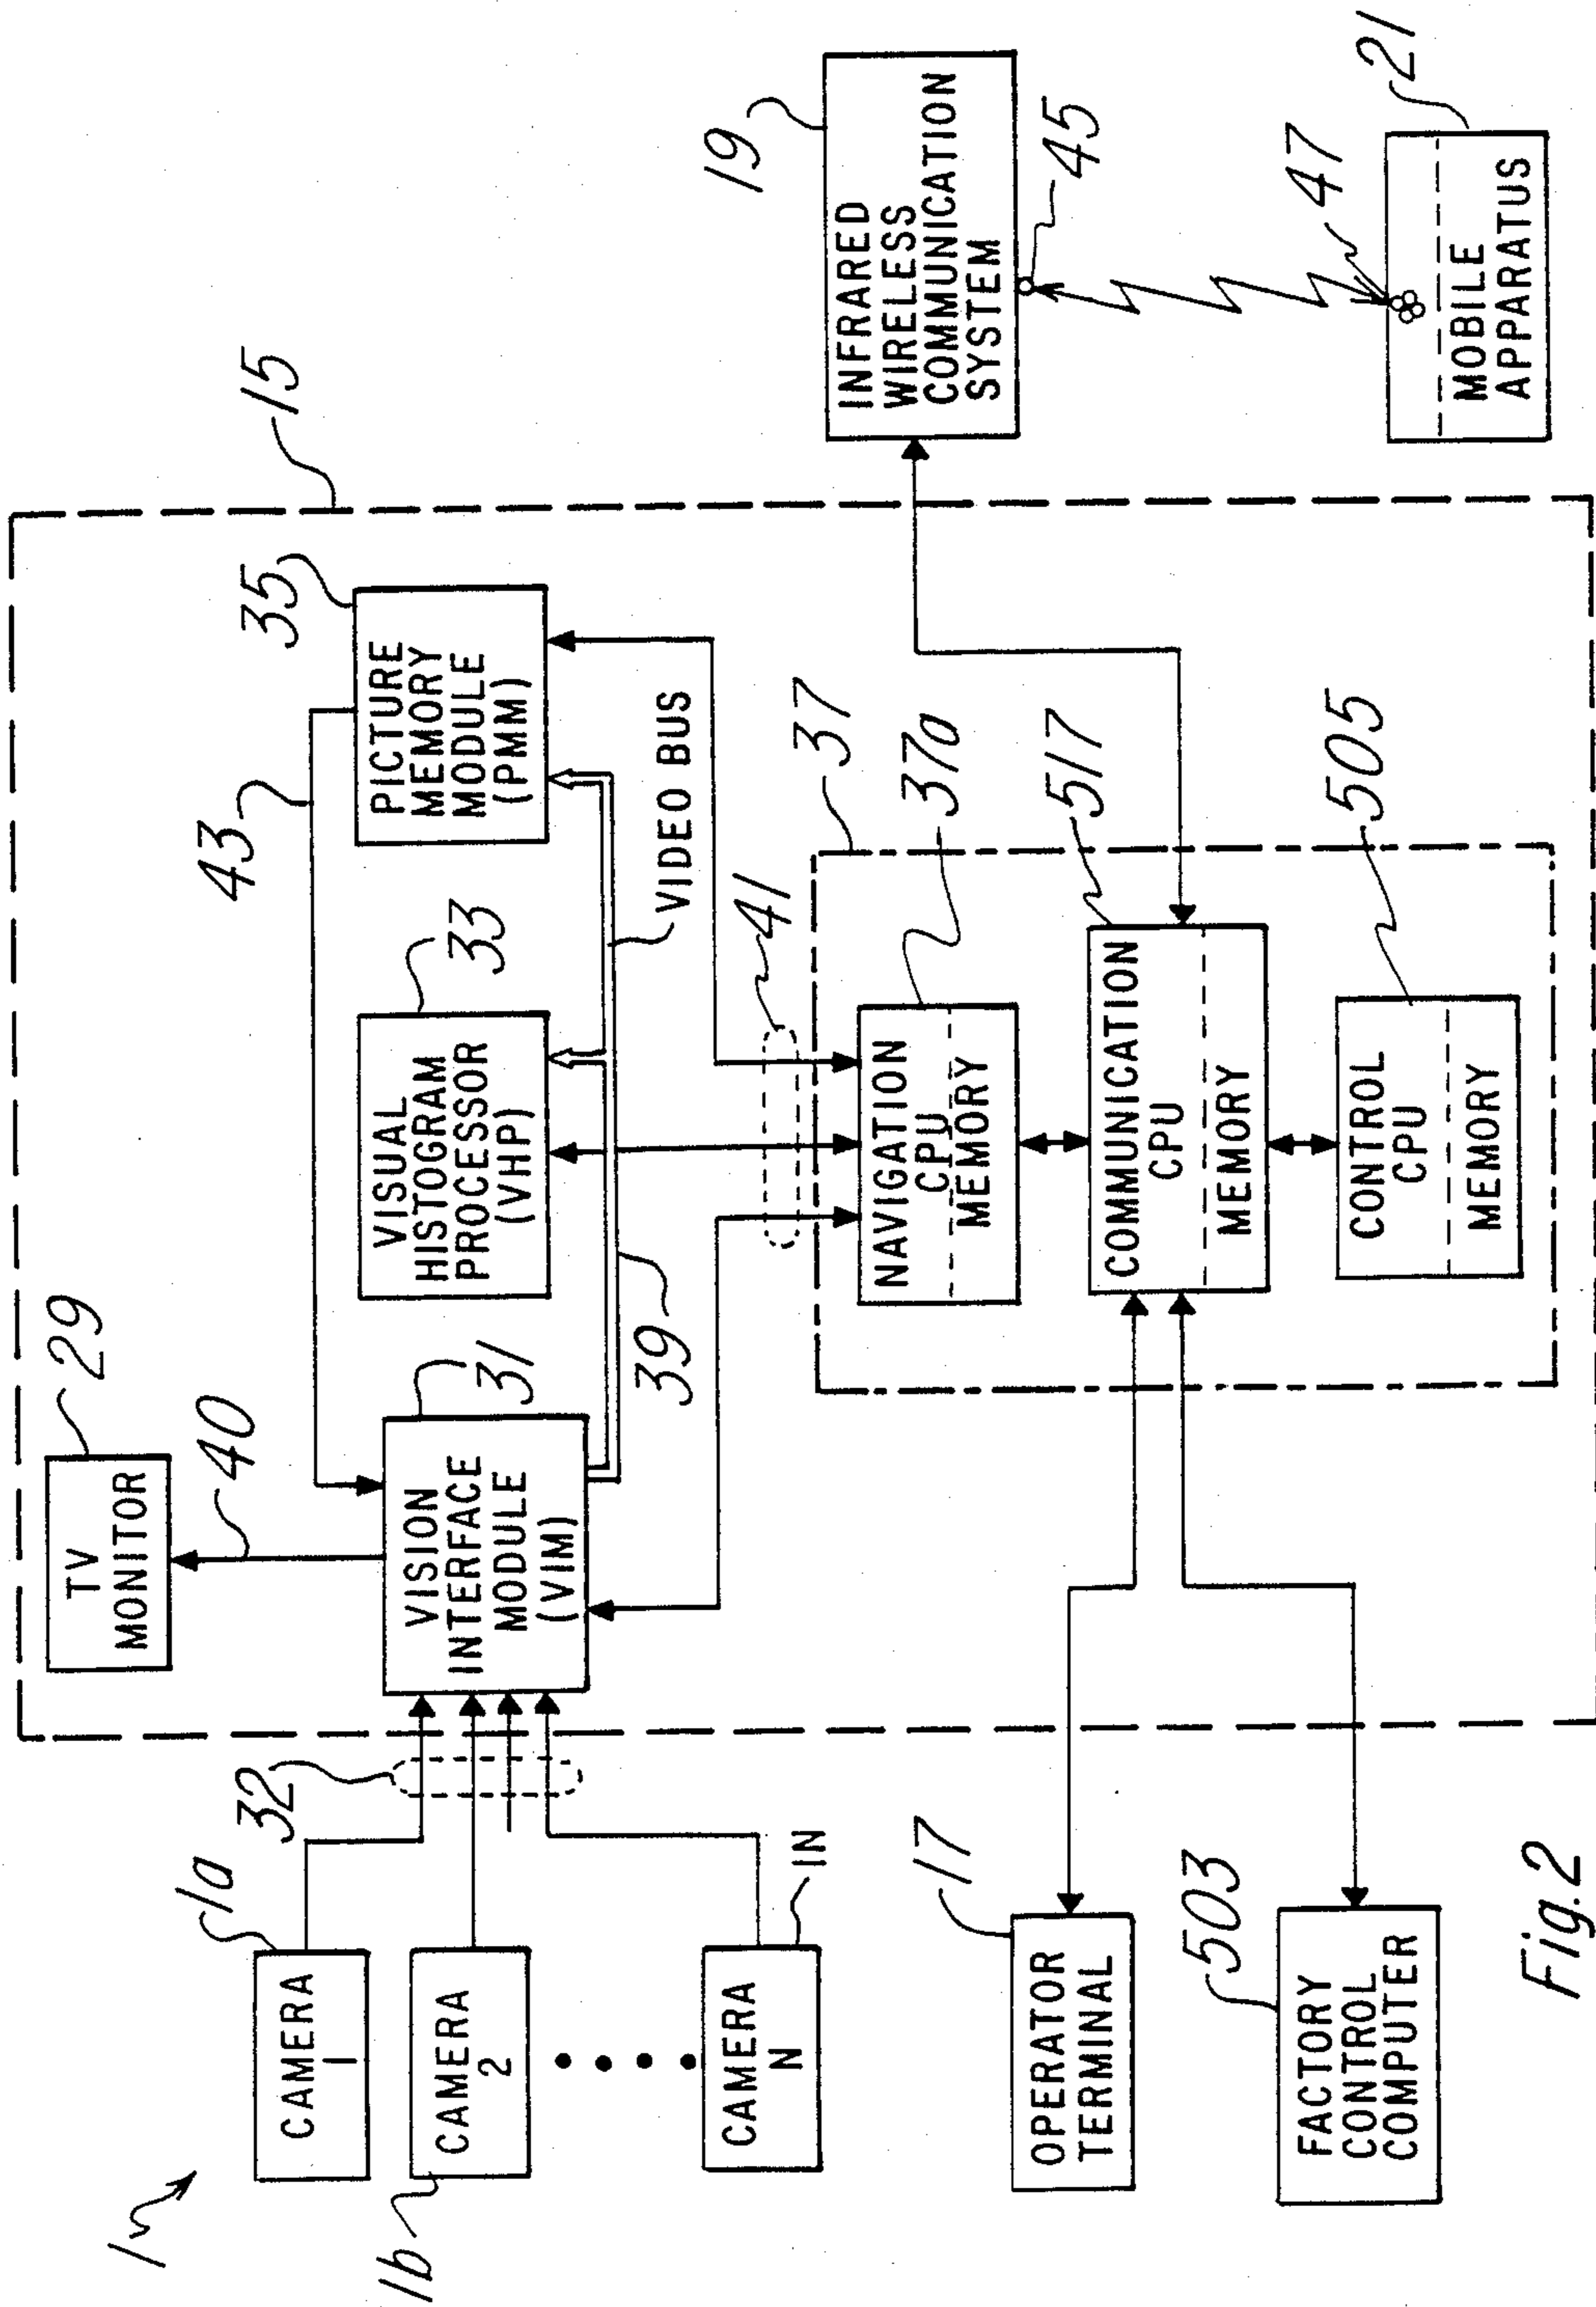 1
1a
CAMERA
1
1b
CAMERA
2
CAMERA
N
1N
32
TV
MONITOR
29
40
43
VISION
INTERFACE
MODULE
(VIM)
31
VISUAL
HISTOGRAM
PROCESSOR
(VHP)
33
PICTURE
MEMORY
MODULE
(PMM)
35
15
39
VIDEO BUS
41
37
NAVIGATION
CPU
MEMORY
37a
COMMUNICATION
CPU
MEMORY
517
CONTROL
CPU
MEMORY
505
OPERATOR
TERMINAL
17
FACTORY
CONTROL
COMPUTER
503
INFRARED
WIRELESS
COMMUNICATION
SYSTEM
19
45
47
MOBILE
APPARATUS
21
Fig.2